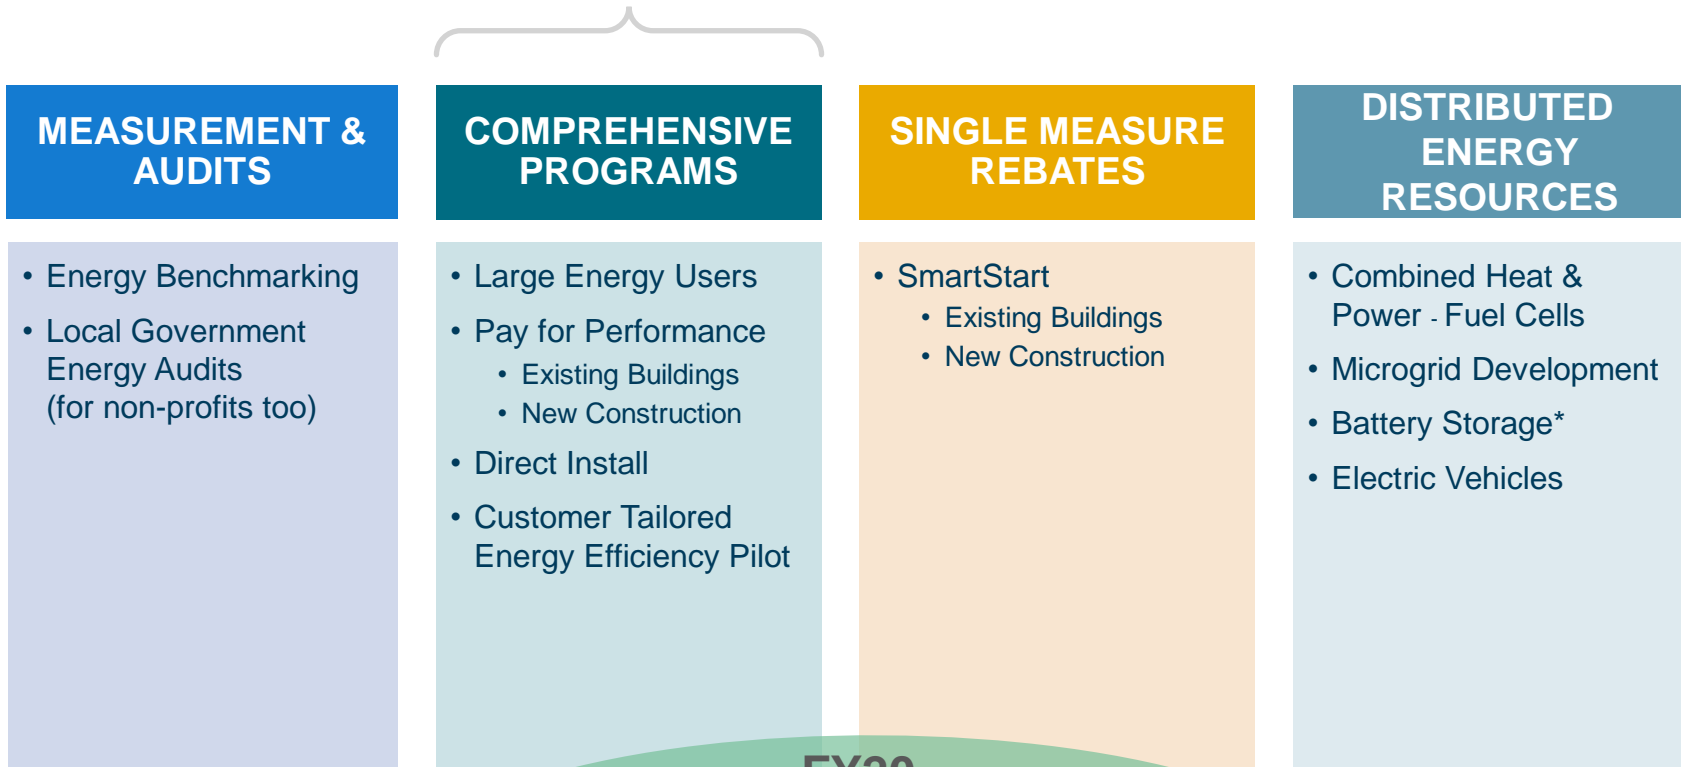 MEASUREMENT &
AUDITS
• Energy Benchmarking
• Local Government
Energy Audits
(for non-profits too)
COMPREHENSIVE
PROGRAMS
• Large Energy Users
• Pay for Performance
• Existing Buildings
• New Construction
• Direct Install
• Customer Tailored
Energy Efficiency Pilot
SINGLE MEASURE
REBATES
• SmartStart
• Existing Buildings
• New Construction
DISTRIBUTED
ENERGY
RESOURCES
• Combined Heat &
Power - Fuel Cells
• Microgrid Development
• Battery Storage*
• Electric Vehicles
FY20